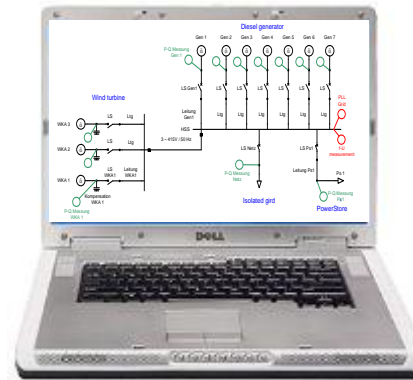 Diesel generator
Gen 1 Gen 2 Gen 3 Gen 4 Gen 5 Gen 6 Gen 7
G G G G G G G
P-Q Messung
Gen 1
PLL
Grid
LS Gen1 LS LS LS LS LS LS
Wind turbine
WKA 3 G LS Ltg
Leitung
Gen1
Ltg Ltg Ltg Ltg Ltg Ltg
HSS
FU
measurement
WKA 2 G LS Ltg
3 ~ 415V / 50 Hz
LS Netz LS Ps1
WKA 1 G LS
WKA1
Leitung
WKA1
P-Q Messung
Netz
Leitung Ps1
Ps 1
Kompensation
WKA 1
P-Q Messung
WKA 1
P-Q Messung
Ps1
Isolated gird
PowerStore
DELL